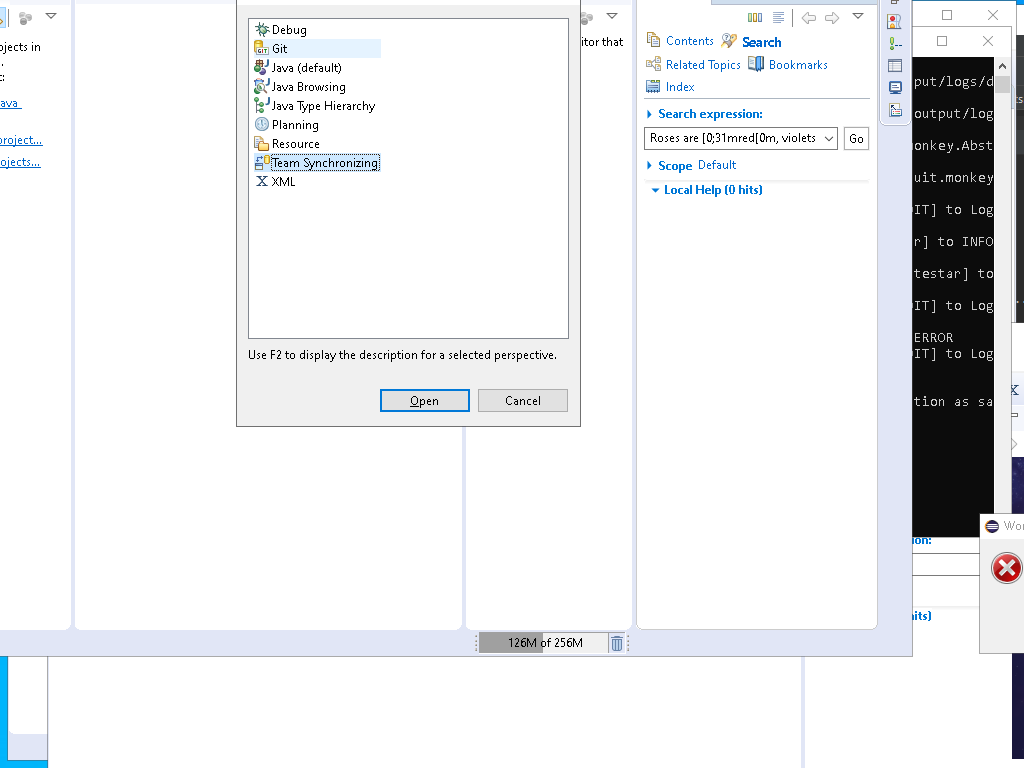 ojects in
ava
project...
ojects...
Debug
Git
Java (default)
Java Browsing
Java Type Hierarchy
Planning
Resource
Team Synchronizing
XML
Use F2 to display the description for a selected perspective.
Open
Cancel
itor that
Contents
Search
Related Topics
Bookmarks
Index
Search expression:
Roses are [0;31mred[0m, violets
Go
Scope
Default
Local Help (0 hits)
126M of 256M
put/logs/d
output/log
onkey.Abst
uit.monkey
IT] to Log
r] to INFO
testar] to
IT] to Log
ERROR
IT] to Log
tion as sa
ion:
its)
Wor